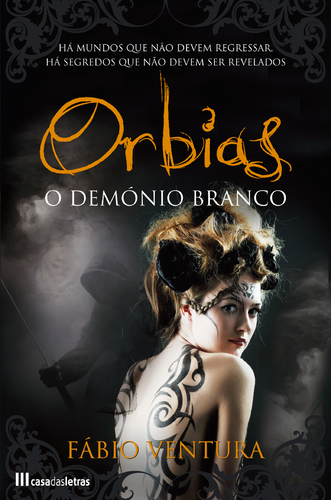 HÁ MUNDOS QUE NÃO DEVEM REGRESSAR.
HÁ SEGREDOS QUE NÃO DEVEM SER REVELADOS
Orbias
O DEMÓNIO BRANCO
FÁBIO VENTURA
casadasletras